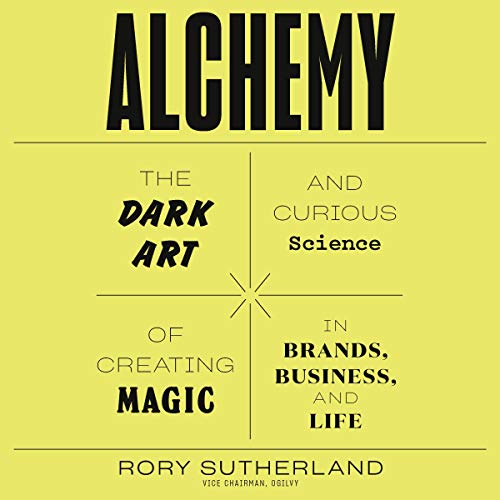 ALCHEMY
THE
DARK
ART
AND
CURIOUS
Science
OF
CREATING
MAGIC
IN
BRANDS,
BUSINESS,
AND
LIFE
RORY SUTHERLAND
VICE CHAIRMAN, OGILVY